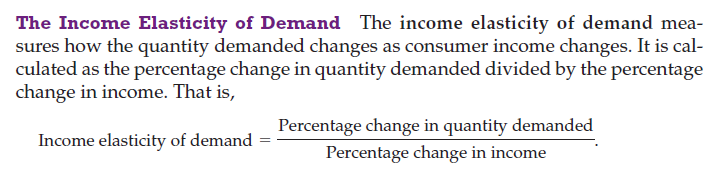 The Income Elasticity of Demand The income elasticity of demand mea-
sures how the quantity demanded changes as consumer income changes. It is cal-
culated as the percentage change in quantity demanded divided by the percentage
change in income. That is,
Income elasticity of demand = Percentage change in quantity demanded
Percentage change in income.